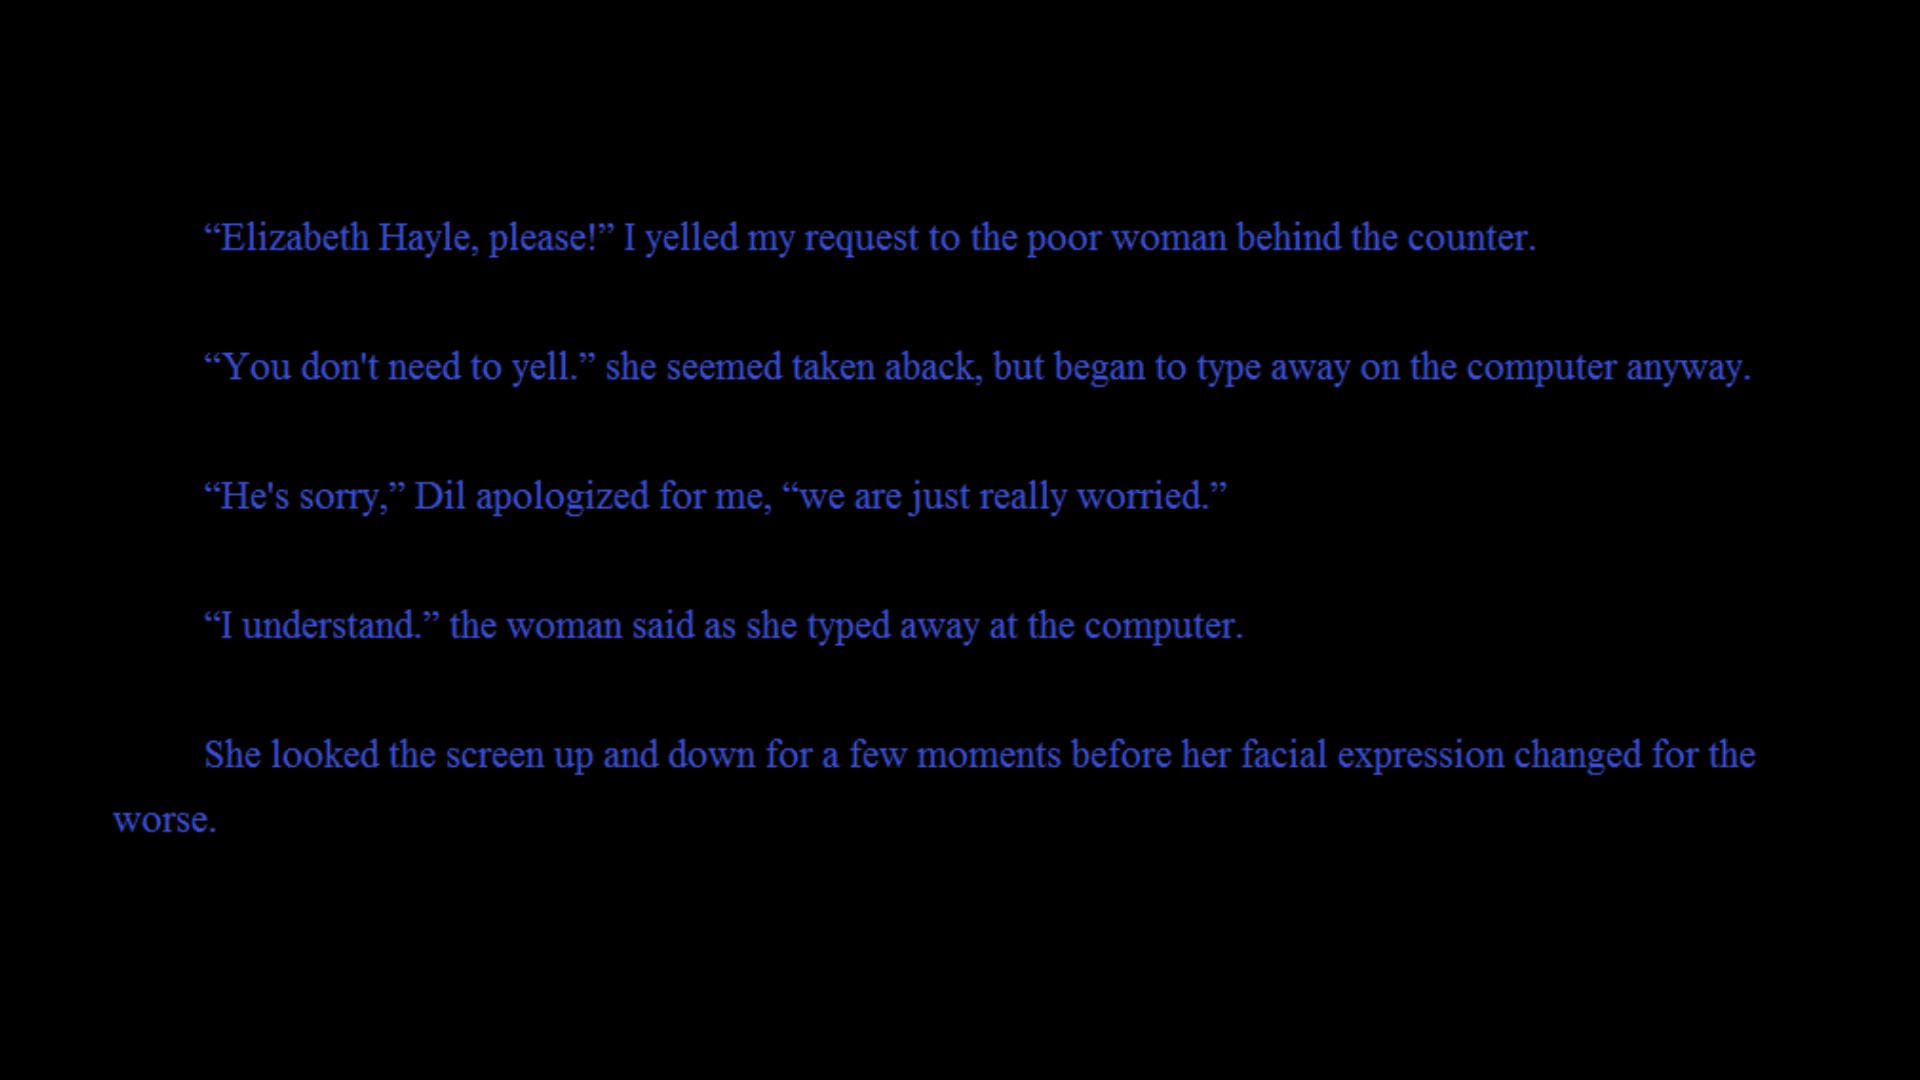 “Elizabeth Hayle, please!” I yelled my request to the poor woman behind the counter.
“You don't need to yell.” she seemed taken aback, but began to type away on the computer anyway.
“He's sorry,” Dil apologized for me, “we are just really worried.”
“I understand.” the woman said as she typed away at the computer.
She looked the screen up and down for a few moments before her facial expression changed for the
worse.